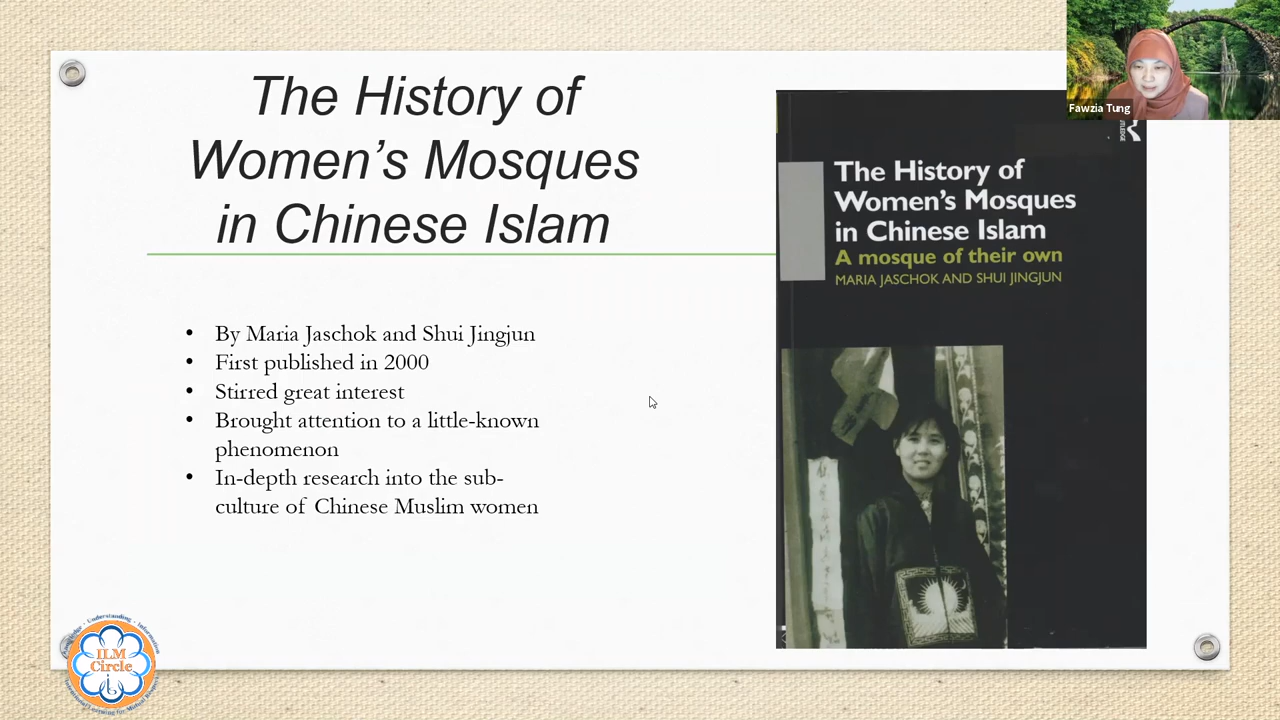 The History of
Women's Mosques
in Chinese Islam
• By Maria Jaschok and Shui Jingjun
• First published in 2000
• Stirred great interest
• Brought attention to a little-known
phenomenon
• In-depth research into the sub-
culture of Chinese Muslim women
The History of
Women's Mosques
in Chinese Islam
A mosque of their own
MARIA JASCHOK AND SHUI JINGJUN
Fawzia Tung
ILM
Circle